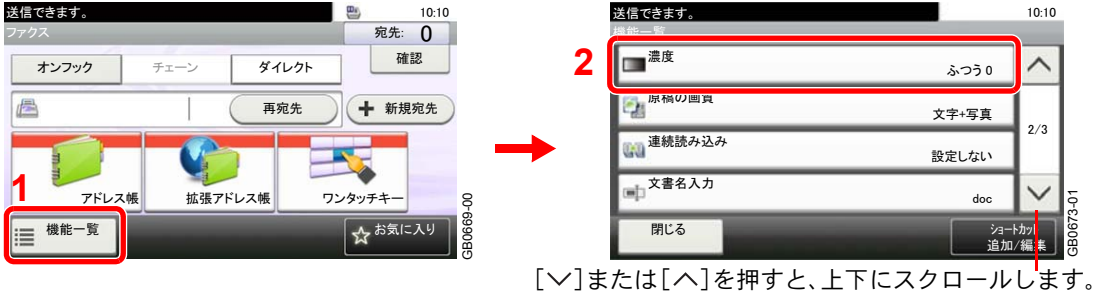 送信できます。
10:10
ファクス
宛先: 0
オンフック
チェーン
ダイレクト
確認
再宛先
新規宛先
アドレス帳
拡張アドレス帳
ワンタッチキー
1
機能一覧
お気に入り
GB0669-00
送信できます。
10:10
機能一覧
2
濃度
ふつう 0
原稿の画質
文字+写真
2/3
連続読み込み
設定しない
文書名入力
doc
閉じる
ショートカット
追加/編集
GB0673-01
[﹀]または[︿]を押すと、上下にスクロールします。